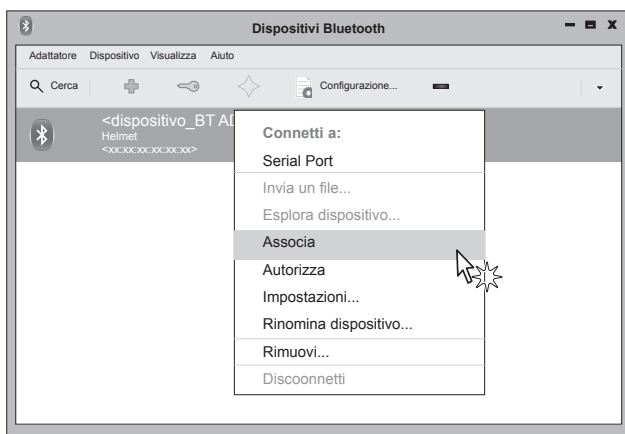 Dispositivi Bluetooth
Adattatore Dispositivo Visualizza Aiuto
Cerca Configurazione...
<dispositivo_BT AD
Helmet
<xx:xx:xx:xx:xx:xx>
Connetti a:
Serial Port
Invia un file...
Esplora dispositivo...
Associa
Autorizza
Impostazioni...
Rinomina dispositivo...
Rimuovi...
Discoonnetti